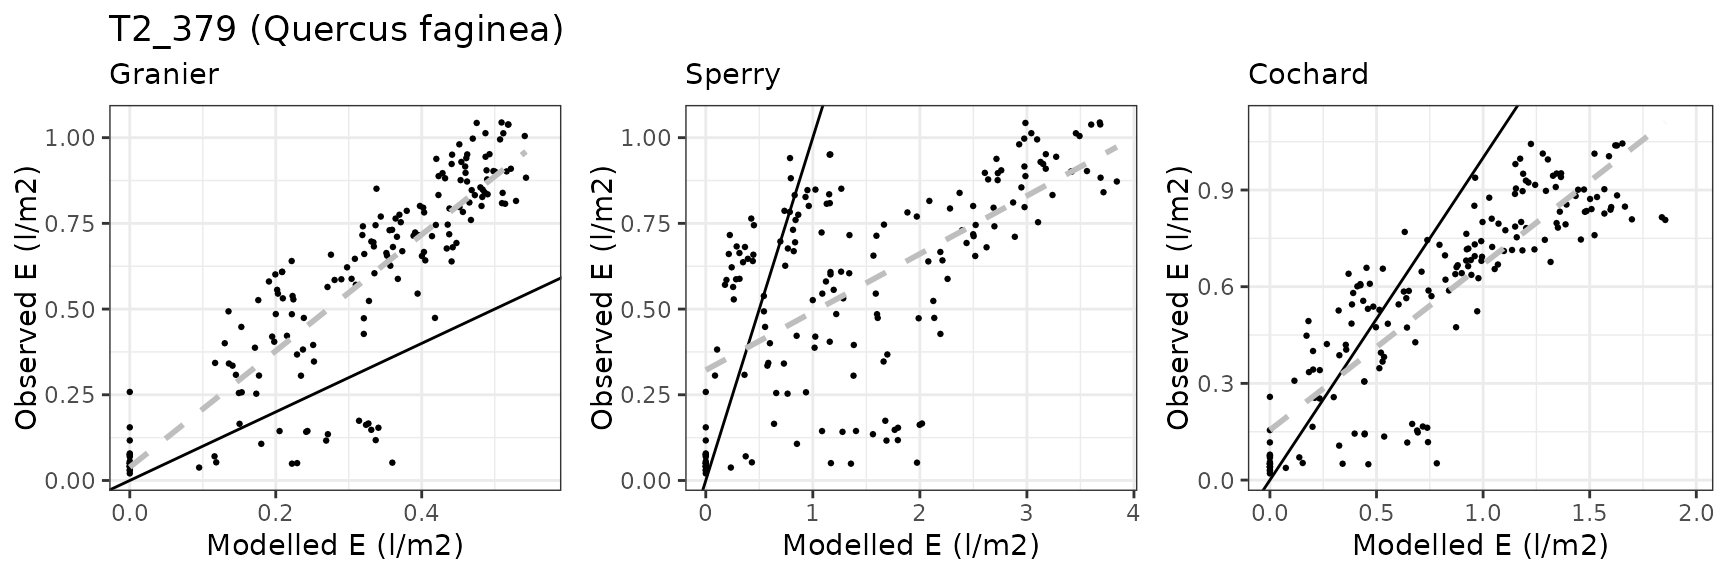 T2_379 (Quercus faginea)
Granier
Sperry
Cochard
Observed E (l/m2)
1.00
0.75
0.50
0.25
0.00
0.0
0.2
0.4
Modelled E (l/m2)
Observed E (l/m2)
1.00
0.75
0.50
0.25
0.00
0
1
2
3
4
Modelled E (l/m2)
Observed E (l/m2)
0.9
0.6
0.3
0.0
0.0
0.5
1.0
1.5
2.0
Modelled E (l/m2)